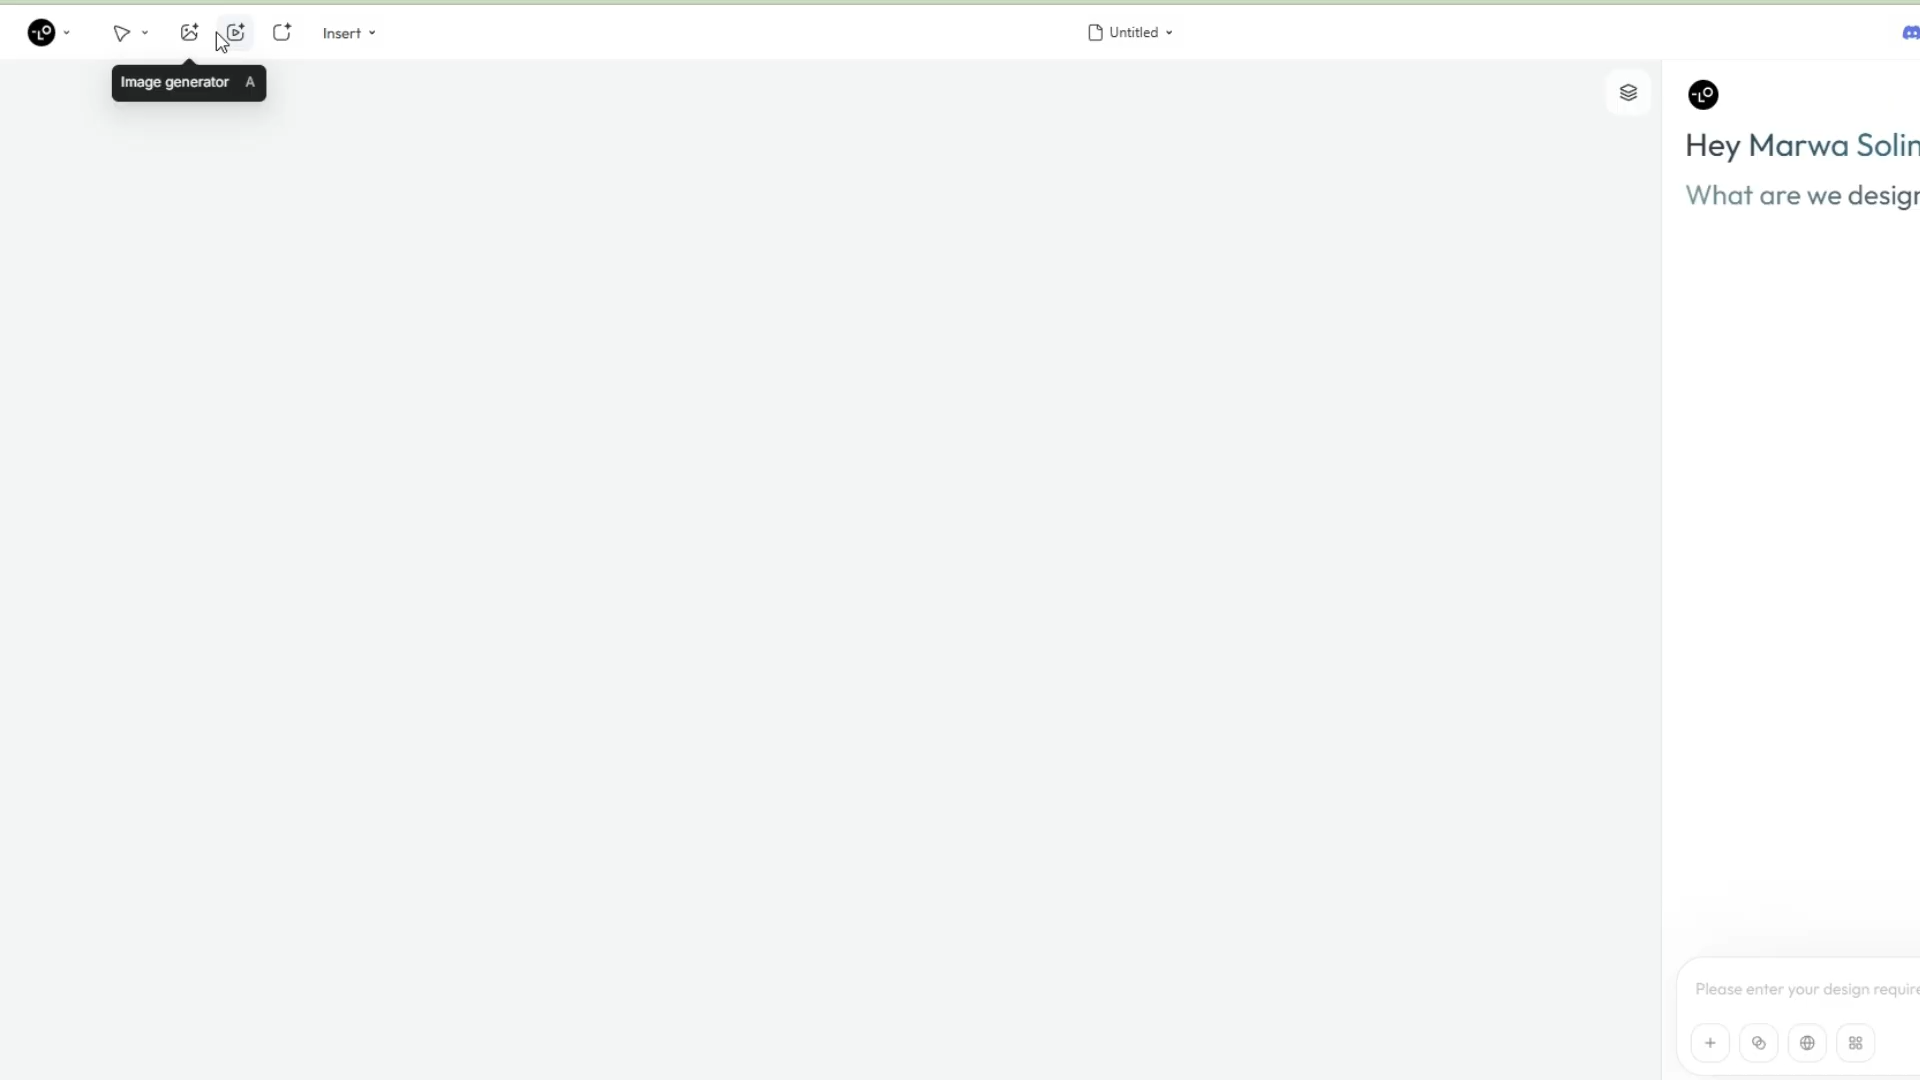 Insert
Untitled
Image generator A
Hey Marwa Solin
What are we design
Please enter your design require